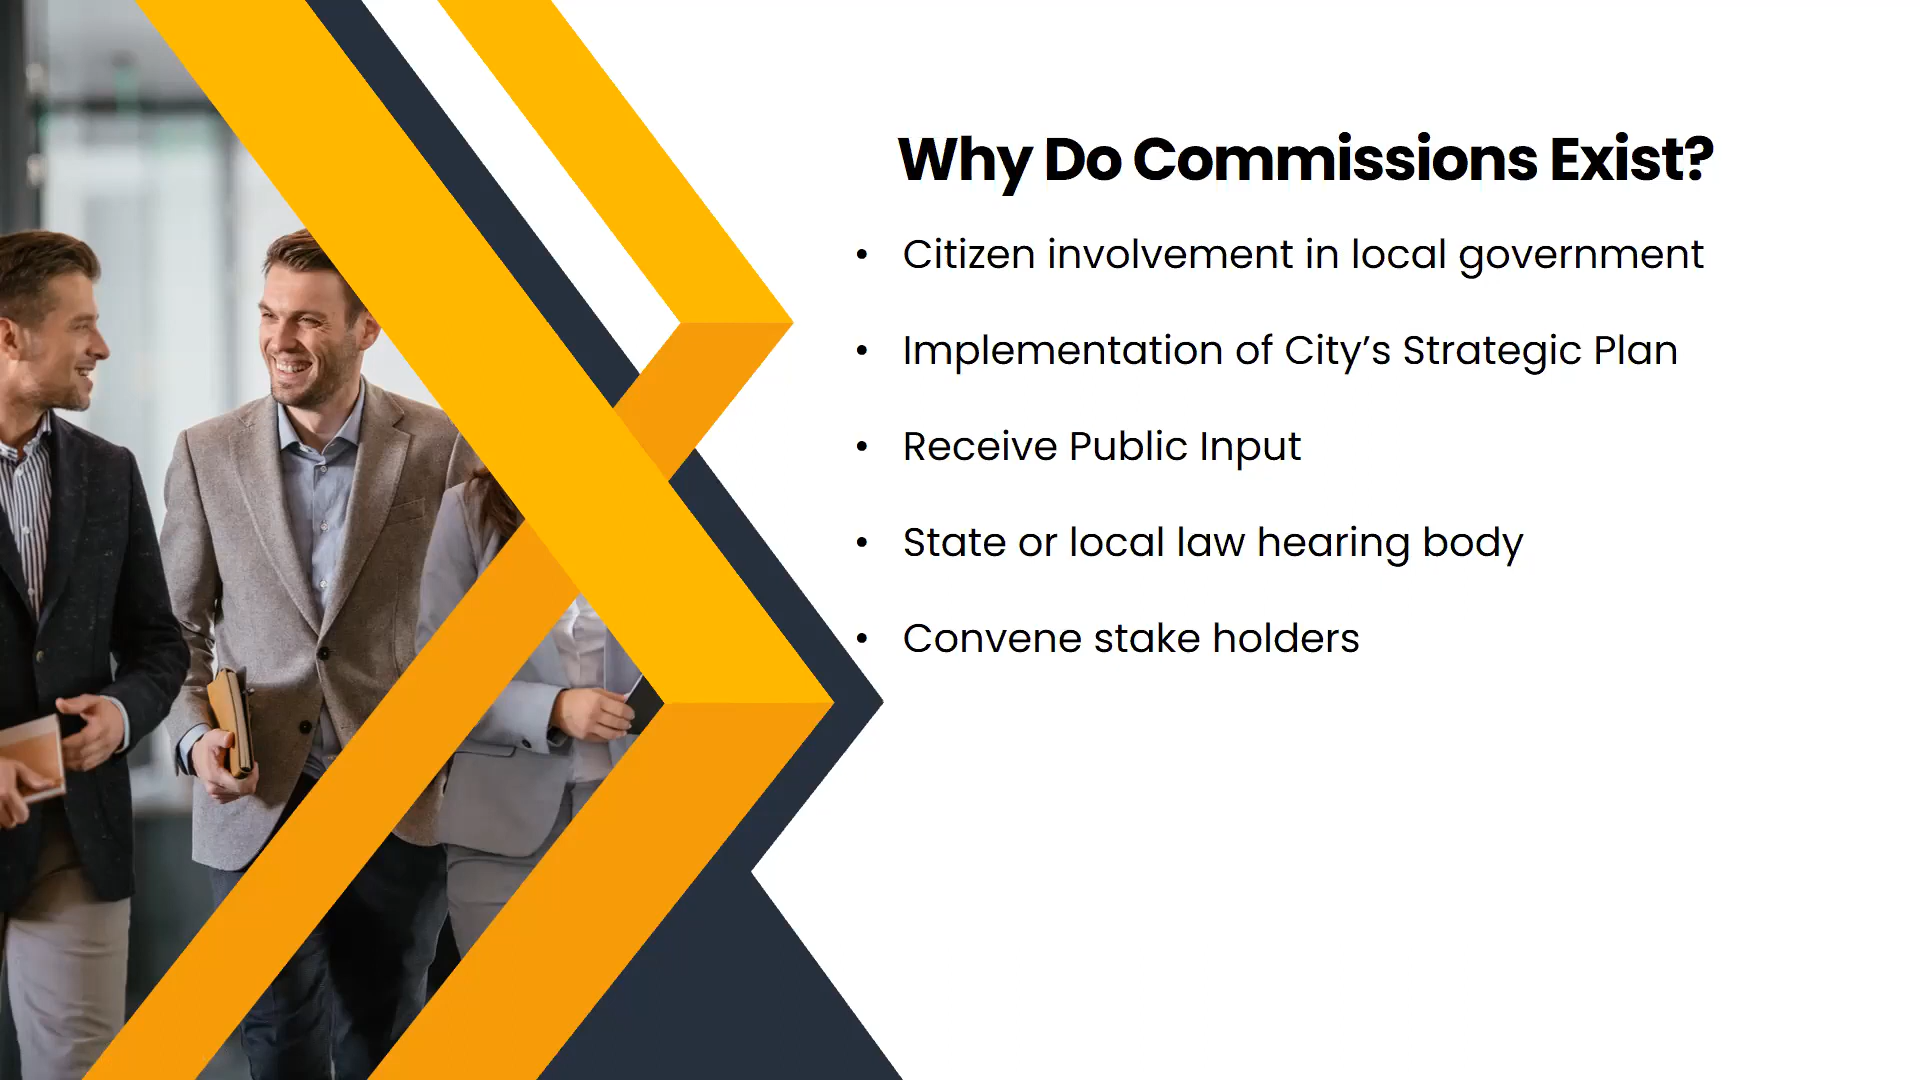 Why Do Commissions Exist?
• Citizen involvement in local government
• Implementation of City’s Strategic Plan
• Receive Public Input
• State or local law hearing body
• Convene stake holders